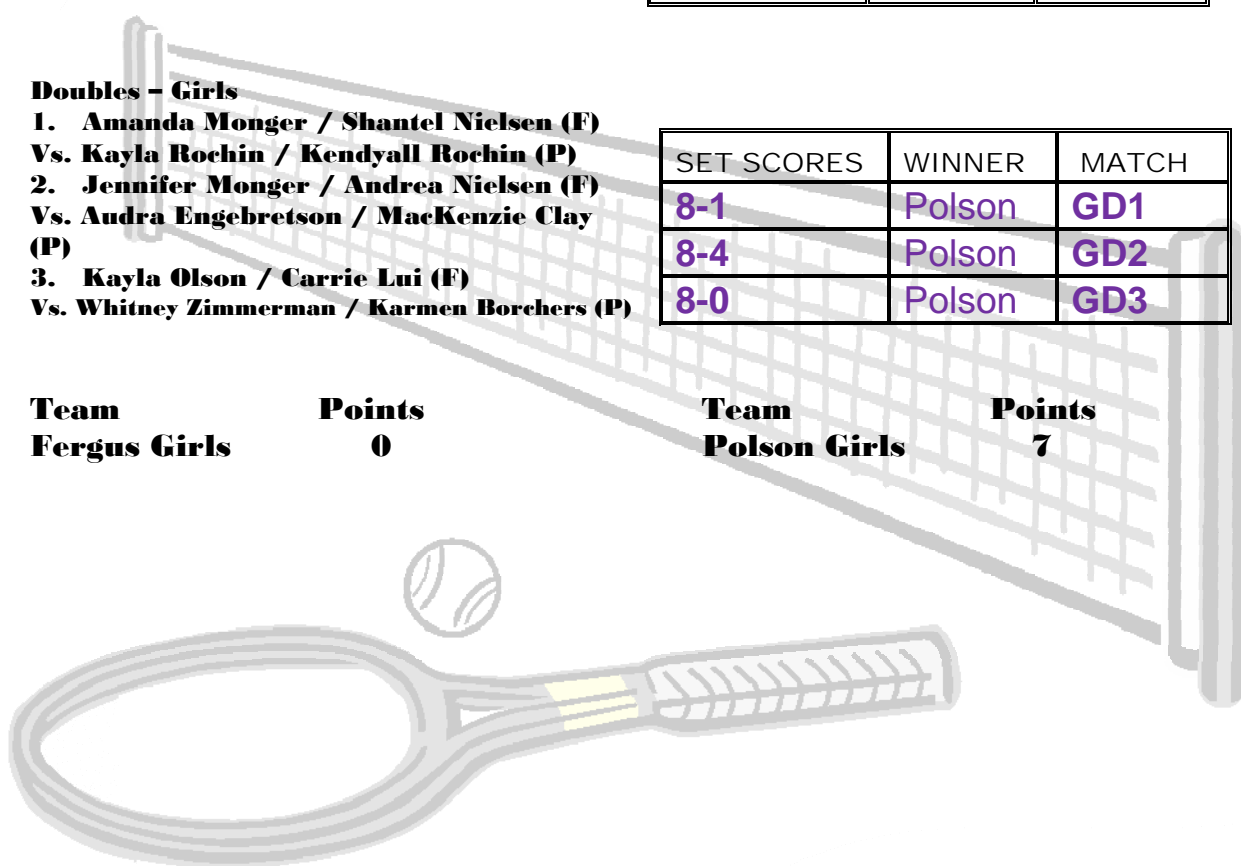 Doubles – Girls
1. Amanda Monger / Shantel Nielsen (F)
Vs. Kayla Rochin / Kendyall Rochin (P)
2. Jennifer Monger / Andrea Nielsen (F)
Vs. Audra Engebretson / MacKenzie Clay
(P)
3. Kayla Olson / Carrie Lui (F)
Vs. Whitney Zimmerman / Karmen Borchers (P)
SET SCORES WINNER MATCH
8-1 Polson GD1
8-4 Polson GD2
8-0 Polson GD3
Team Points Team Points
Fergus Girls 0 Polson Girls 7